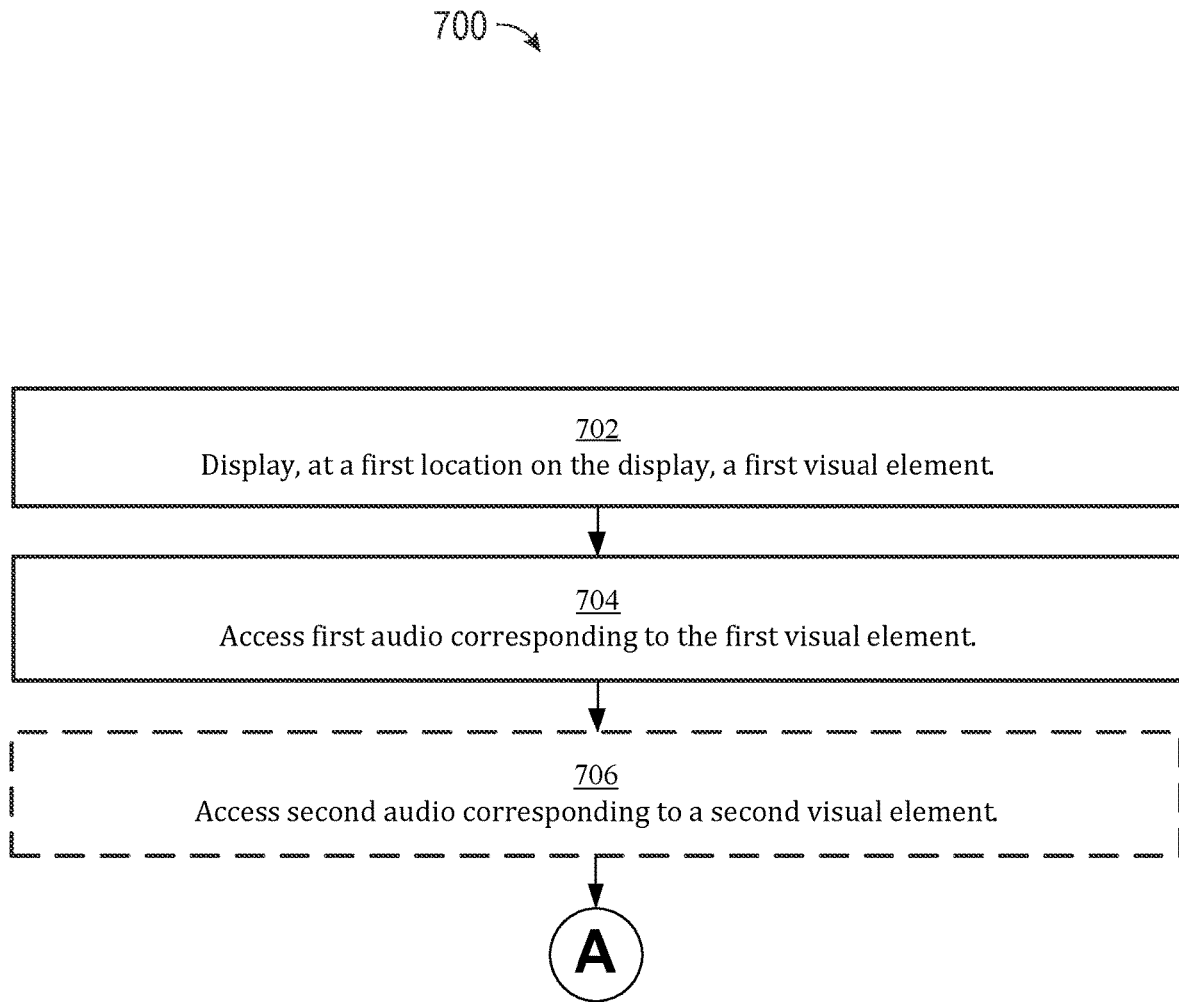 700
702
Display, at a first location on the display, a first visual element.
704
Access first audio corresponding to the first visual element.
706
Access second audio corresponding to a second visual element.
A